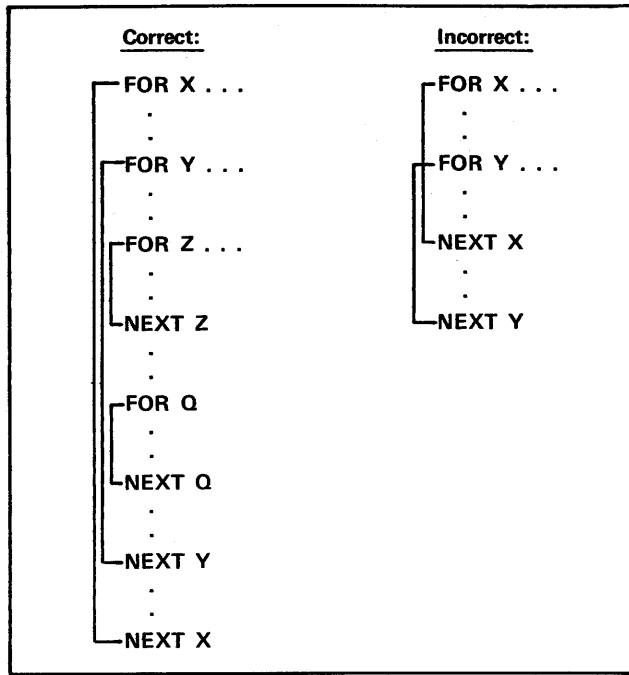 Correct:
FOR X . . .
.
.
FOR Y . . .
.
.
FOR Z . . .
.
.
NEXT Z
.
.
FOR Q
.
.
NEXT Q
.
.
NEXT Y
.
.
NEXT X
Incorrect:
FOR X . . .
.
.
FOR Y . . .
.
.
NEXT X
.
.
NEXT Y